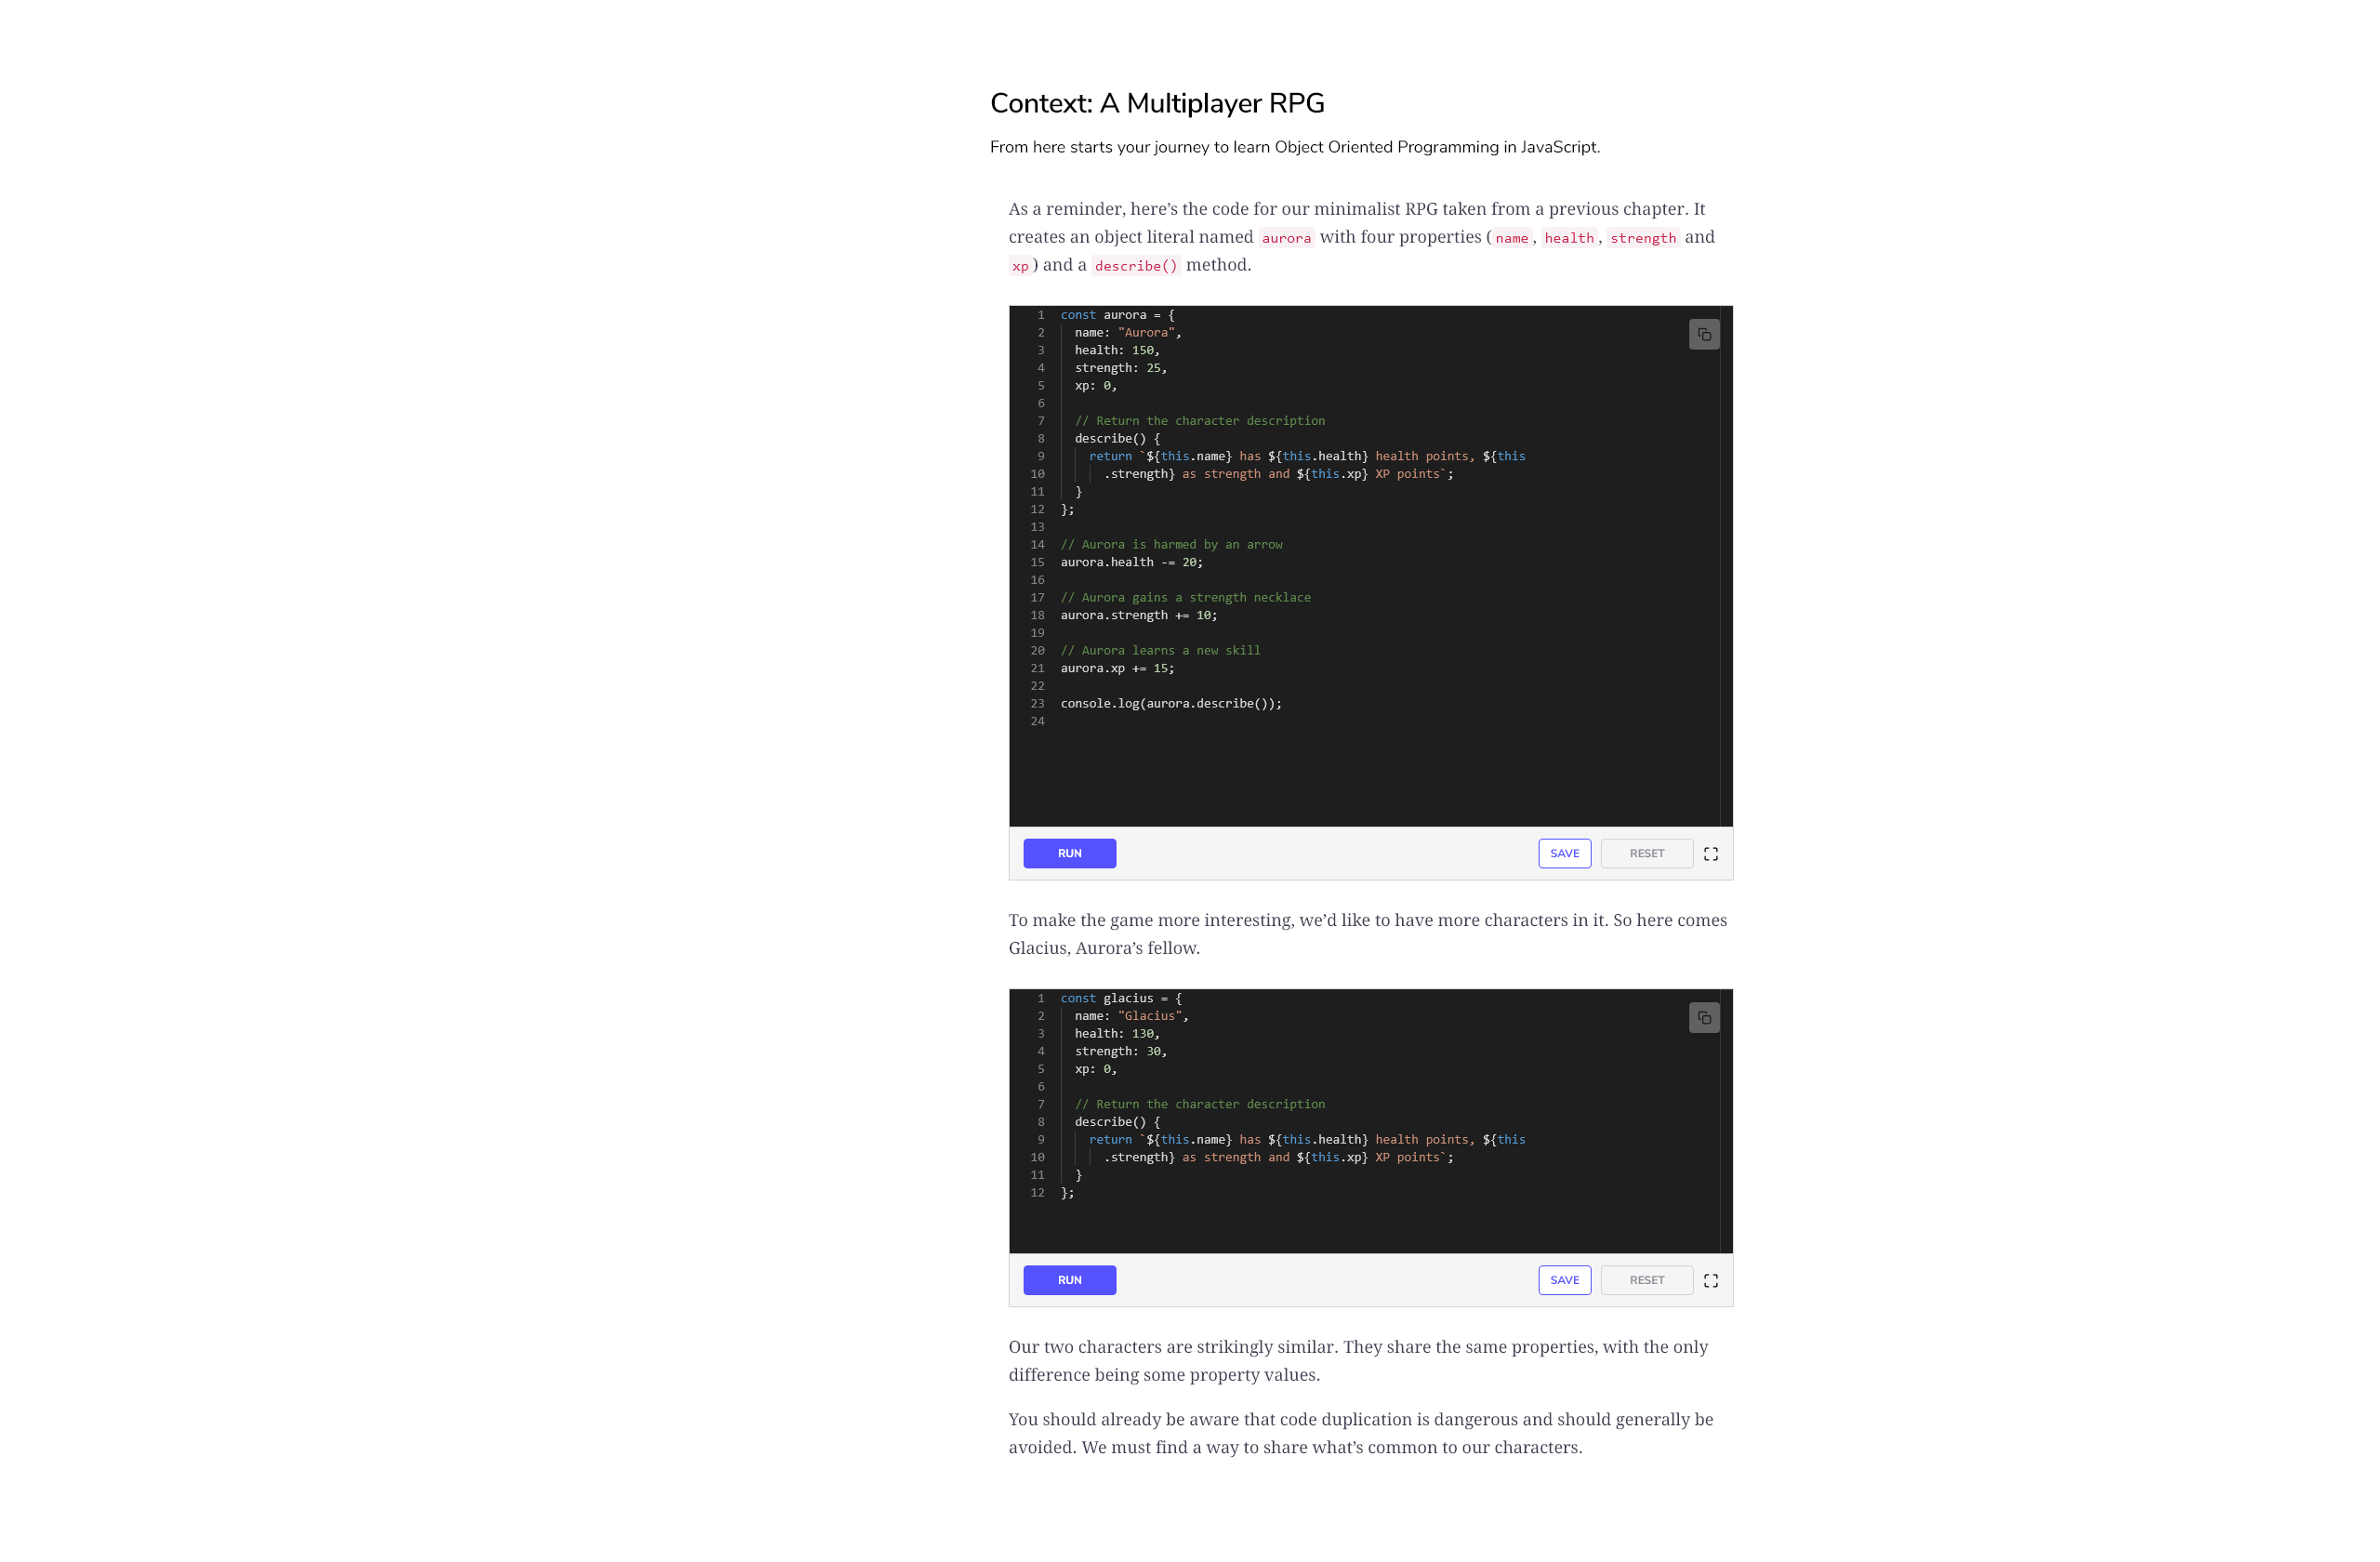 Context: A Multiplayer RPG
From here starts your journey to learn Object Oriented Programming in JavaScript.
As a reminder, here’s the code for our minimalist RPG taken from a previous chapter. It
creates an object literal named aurora with four properties (name, health, strength and
xp) and a describe() method.
1 const aurora = {
2 name: "Aurora",
3 health: 150,
4 strength: 25,
5 xp: 0,
6
7 // Return the character description
8 describe() {
9 return `${this.name} has ${this.health} health points, ${this
10 .strength} as strength and ${this.xp} XP points`;
11 }
12 };
13
14 // Aurora is harmed by an arrow
15 aurora.health -= 20;
16
17 // Aurora gains a strength necklace
18 aurora.strength += 10;
19
20 // Aurora learns a new skill
21 aurora.xp += 15;
22
23 console.log(aurora.describe());
24
RUN SAVE RESET
To make the game more interesting, we’d like to have more characters in it. So here comes
Glacius, Aurora’s fellow.
1 const glacius = {
2 name: "Glacius",
3 health: 130,
4 strength: 30,
5 xp: 0,
6
7 // Return the character description
8 describe() {
9 return `${this.name} has ${this.health} health points, ${this
10 .strength} as strength and ${this.xp} XP points`;
11 }
12 };
RUN SAVE RESET
Our two characters are strikingly similar. They share the same properties, with the only
difference being some property values.
You should already be aware that code duplication is dangerous and should generally be
avoided. We must find a way to share what’s common to our characters.